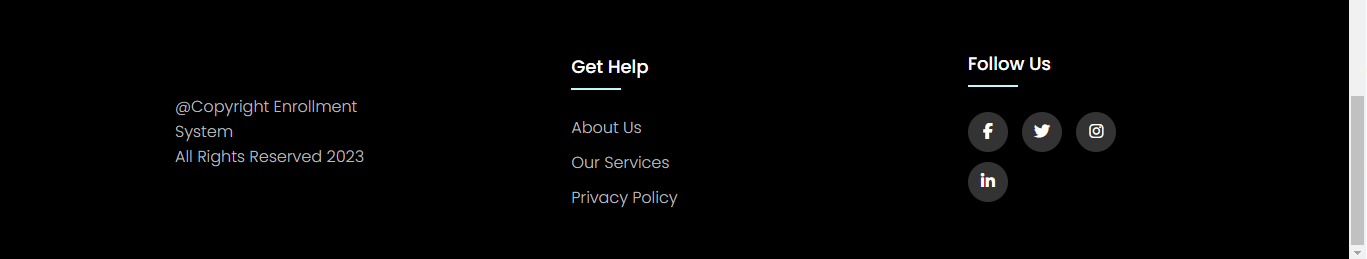 @Copyright Enrollment
System
All Rights Reserved 2023
Get Help
About Us
Our Services
Privacy Policy
Follow Us